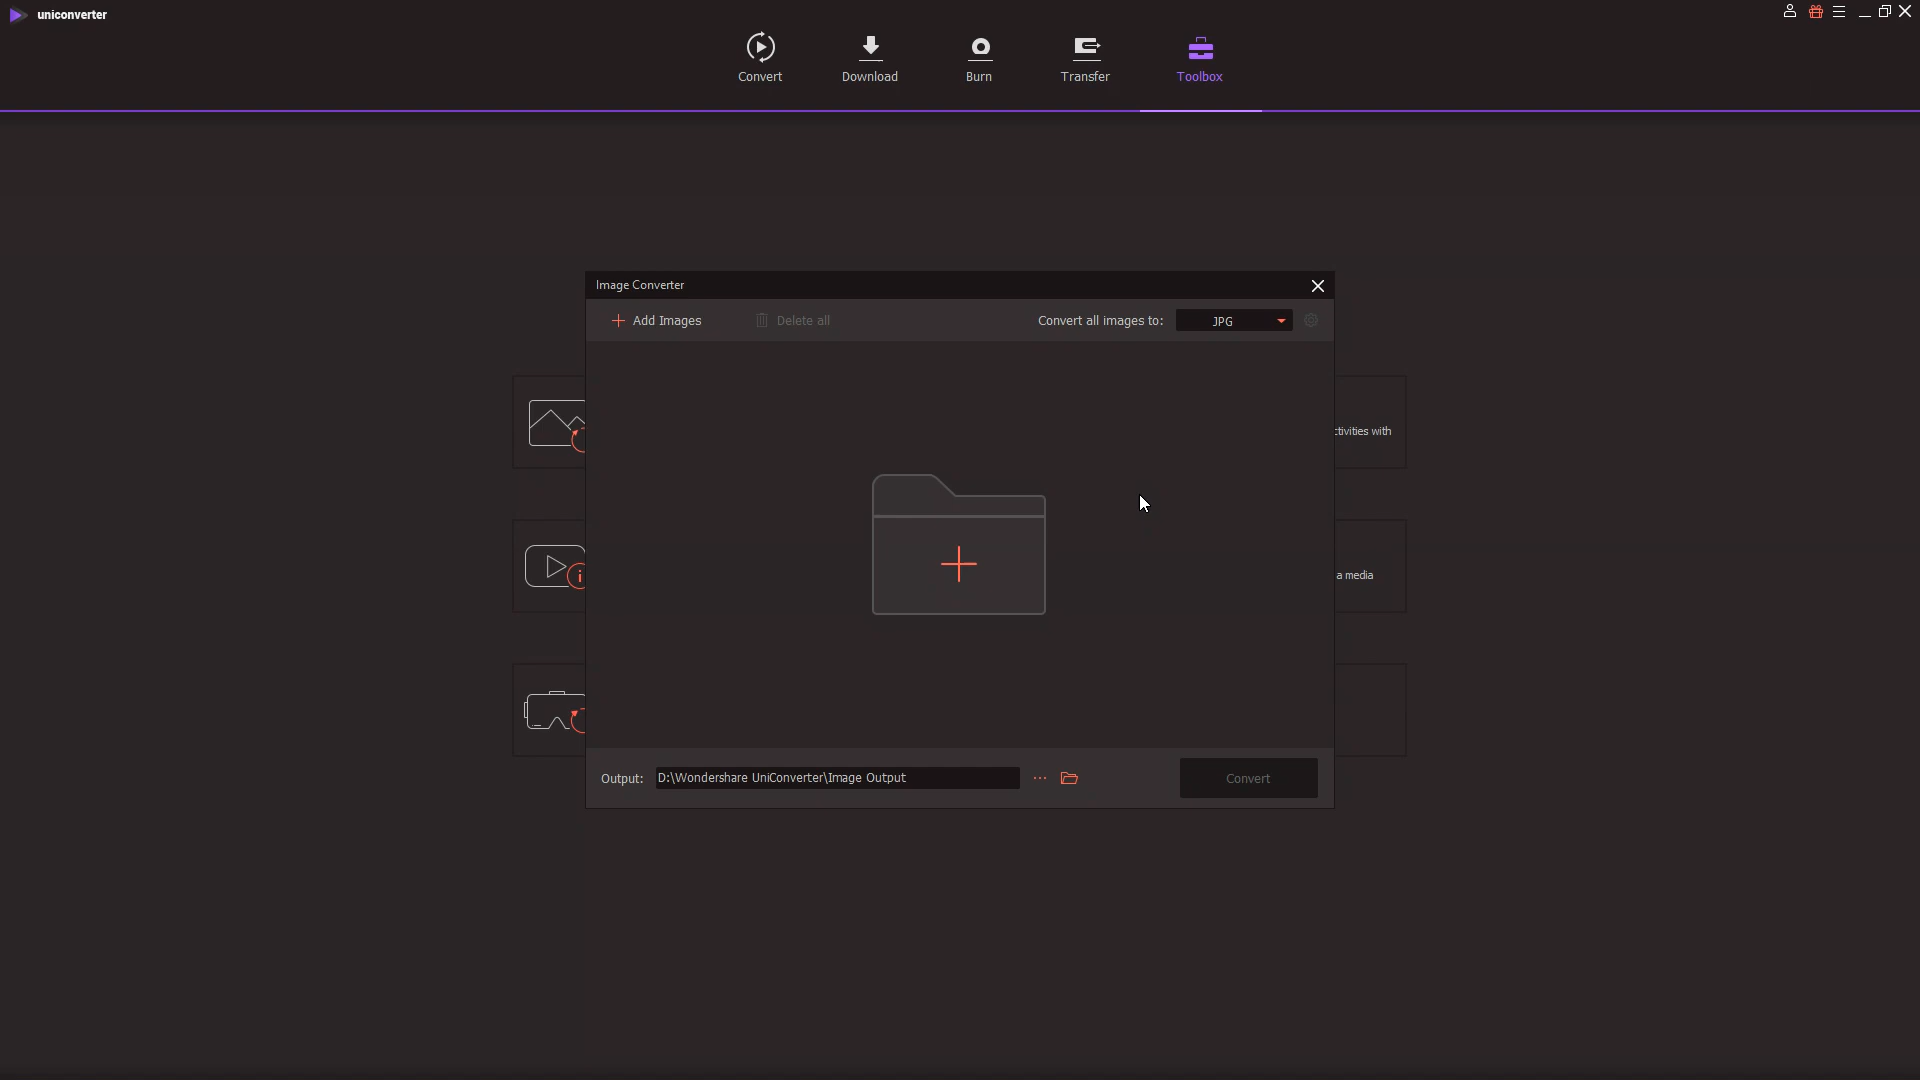 uniconverter
Convert
Download
Burn
Transfer
Toolbox
Image Converter
Add Images
Delete all
Convert all images to:
JPG
ctivities with
i
a media
Output:
D:\Wondershare UniConverter\Image Output
...
Convert